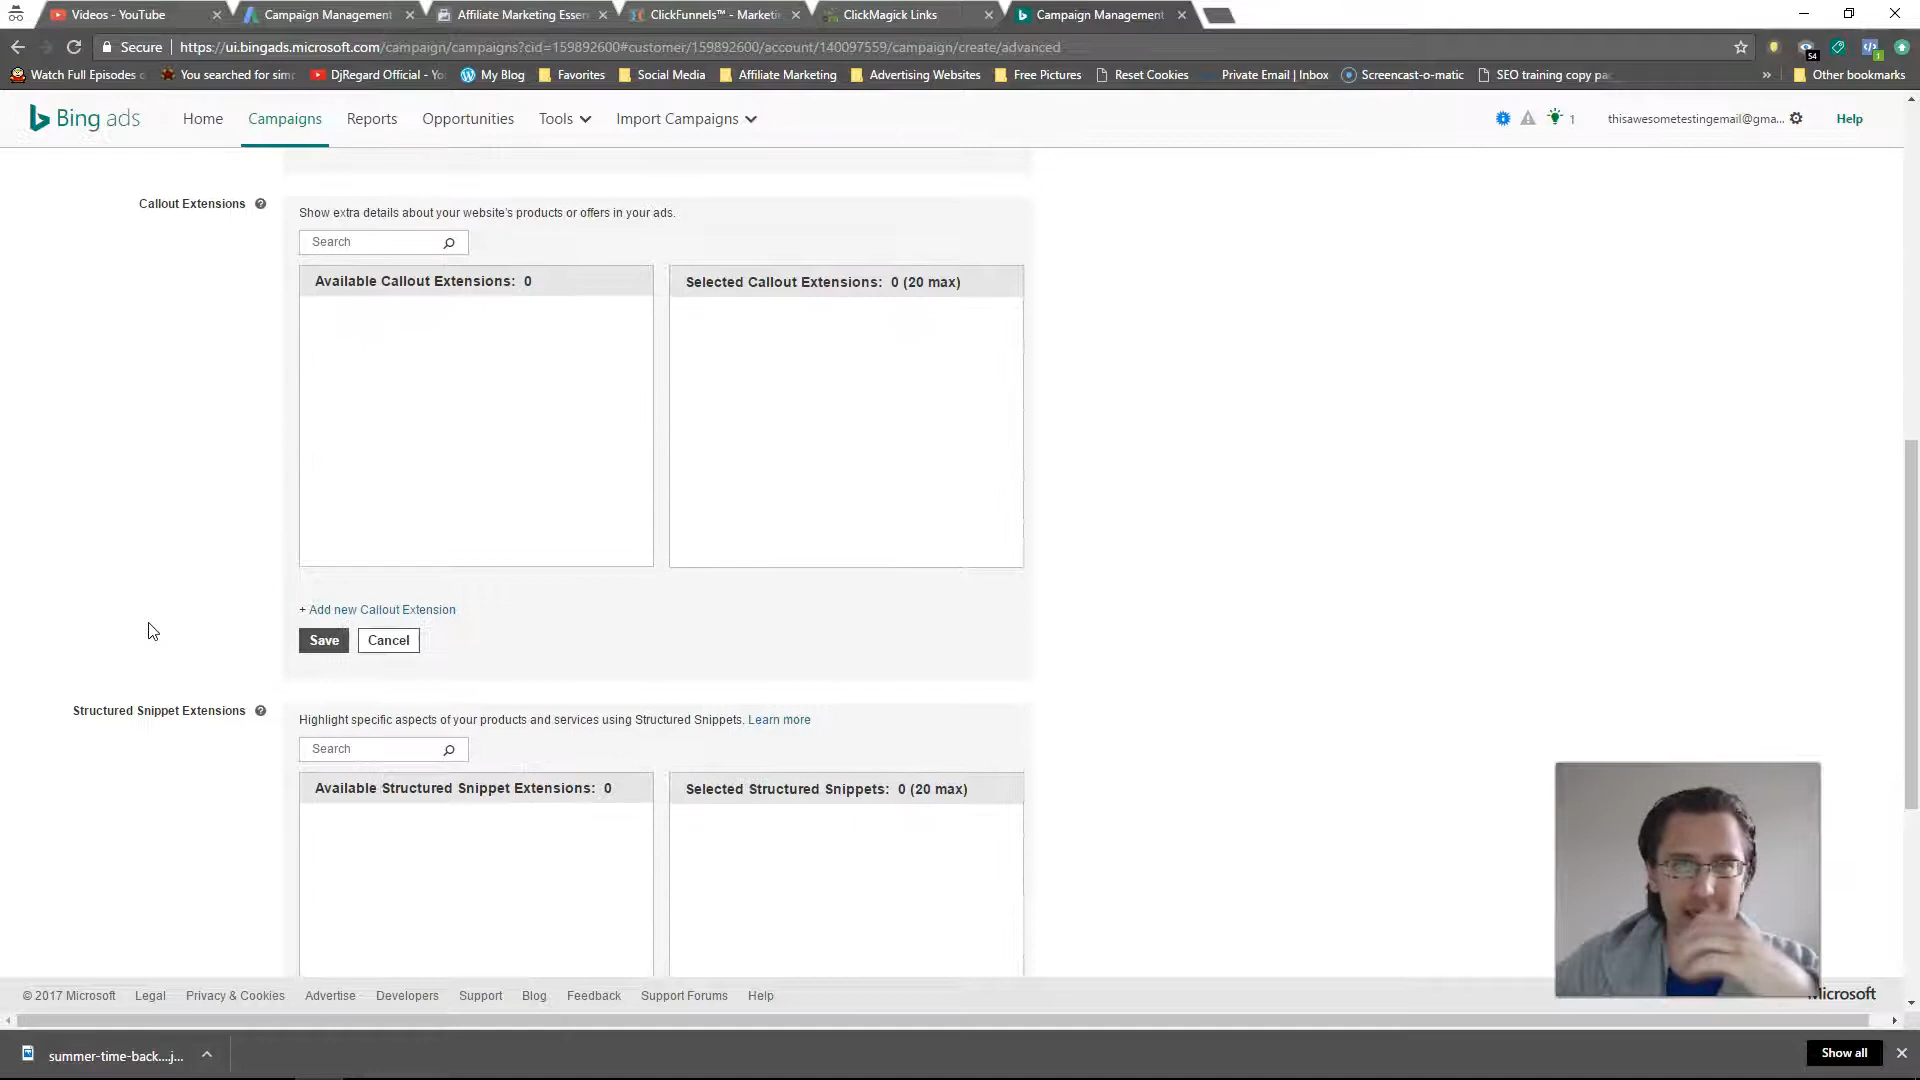 Videos - YouTube
Campaign Management
Affiliate Marketing Essen
ClickFunnels™ - Marketi
ClickMagick Links
Campaign Management
Secure
https://ui.bingads.microsoft.com/campaign/campaigns?cid=159892600#customer/159892600/account/140097559/campaign/create/advanced
54
1
Watch Full Episodes
You searched for sim
DjRegard Official - Yo
My Blog
Favorites
Social Media
Affiliate Marketing
Advertising Websites
Free Pictures
Reset Cookies
Private Email | Inbox
Screencast-o-matic
SEO training copy pa
»
Other bookmarks
Bing ads
Home
Campaigns
Reports
Opportunities
Tools
Import Campaigns
1
thisawesometestingemail@gma...
Help
Callout Extensions ?
Show extra details about your website's products or offers in your ads.
Search
Available Callout Extensions: 0
Selected Callout Extensions: 0 (20 max)
+ Add new Callout Extension
Save
Cancel
Structured Snippet Extensions ?
Highlight specific aspects of your products and services using Structured Snippets. Learn more
Search
Available Structured Snippet Extensions: 0
Selected Structured Snippets: 0 (20 max)
© 2017 Microsoft
Legal
Privacy & Cookies
Advertise
Developers
Support
Blog
Feedback
Support Forums
Help
Microsoft
summer-time-back....j...
Show all